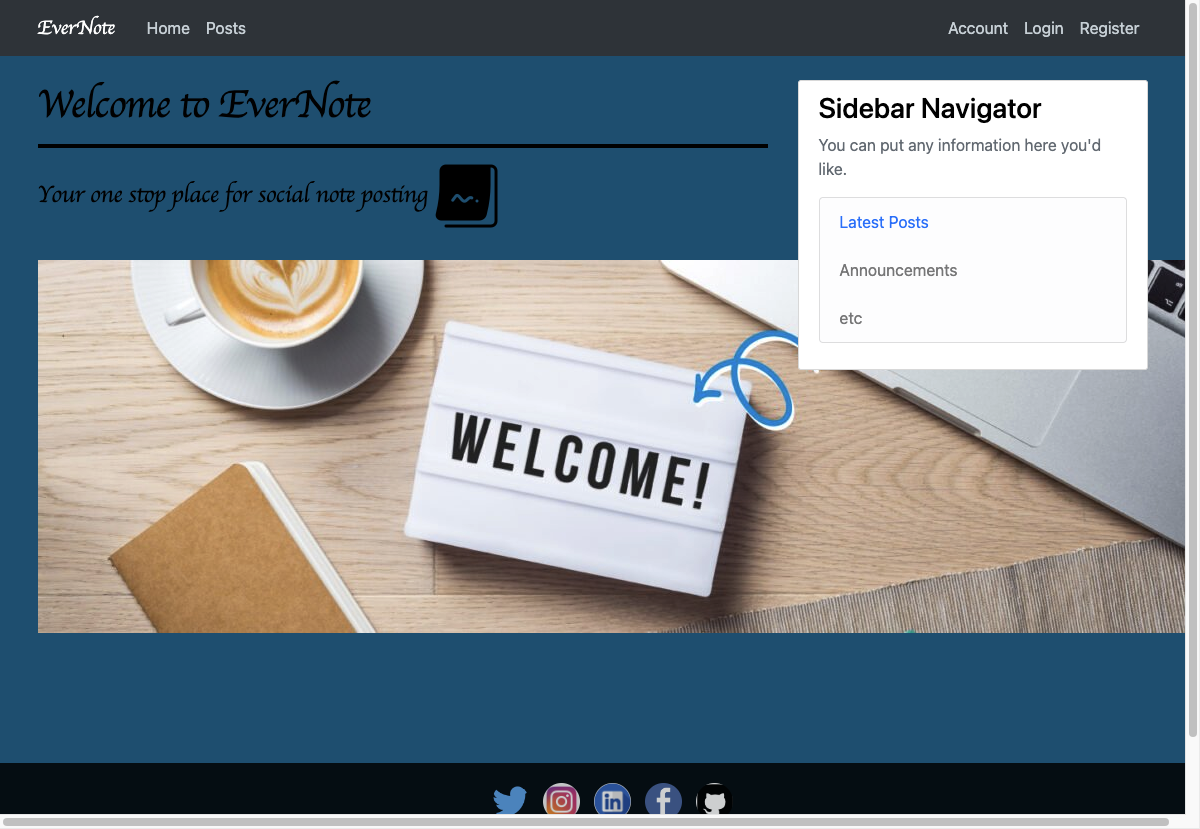 EverNote
Home
Posts
Account
Login
Register
Welcome to EverNote
Your one stop place for social note posting
Sidebar Navigator
You can put any information here you'd
like.
Latest Posts
Announcements
etc
WELCOME!